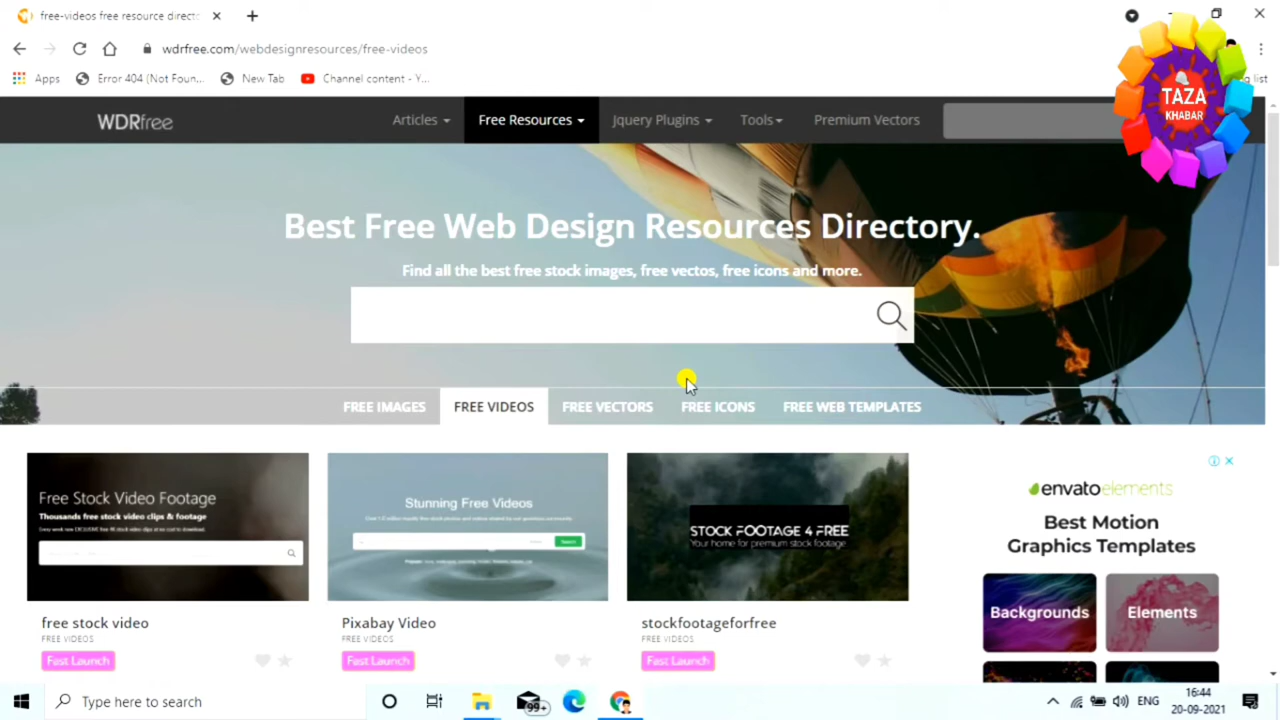 free-videos free resource direct
wdrfree.com/webdesignresources/free-videos
Apps
Error 404 (Not Foun...
New Tab
Channel content - Y...
list
TAZA
KHABAR
WDRfree
Articles
Free Resources
Jquery Plugins
Tools
Premium Vectors
Best Free Web Design Resources Directory.
Find all the best free stock images, free vectos, free icons and more.
FREE IMAGES
FREE VIDEOS
FREE VECTORS
FREE ICONS
FREE WEB TEMPLATES
Free Stock Video Footage
Thousands free stock video clips & footage
Stunning Free Videos
Search
STOCK FOOTAGE 4 FREE
Your home for premium stock footage
envatoelements
Best Motion
Graphics Templates
Backgrounds
Elements
free stock video
FREE VIDEOS
Fast Launch
Pixabay Video
FREE VIDEOS
Fast Launch
stockfootageforfree
FREE VIDEOS
Fast Launch
Type here to search
99+
ENG
16:44
20-09-2021